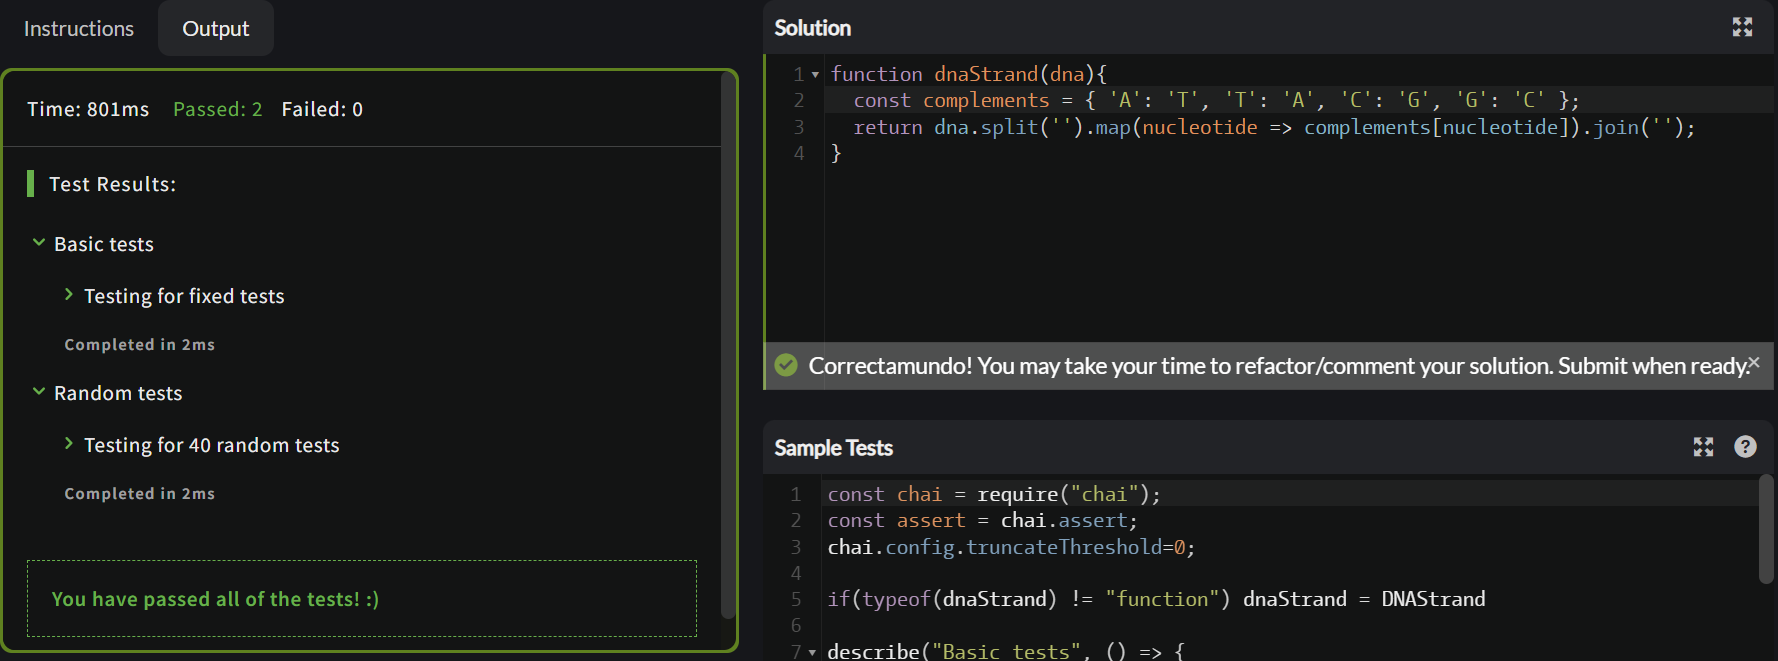 Instructions
Output
Time: 801ms Passed: 2 Failed: 0
Test Results:
Basic tests
Testing for fixed tests
Completed in 2ms
Random tests
Testing for 40 random tests
Completed in 2ms
You have passed all of the tests! :)
Solution
1 function dnaStrand(dna){
2   const complements = { 'A': 'T', 'T': 'A', 'C': 'G', 'G': 'C' };
3   return dna.split('').map(nucleotide => complements[nucleotide]).join('');
4 }
Correctamundo! You may take your time to refactor/comment your solution. Submit when ready.
Sample Tests
1 const chai = require("chai");
2 const assert = chai.assert;
3 chai.config.truncateThreshold=0;
4
5 if(typeof(dnaStrand) != "function") dnaStrand = DNAStrand
6
7 describe("Basic tests", () => {